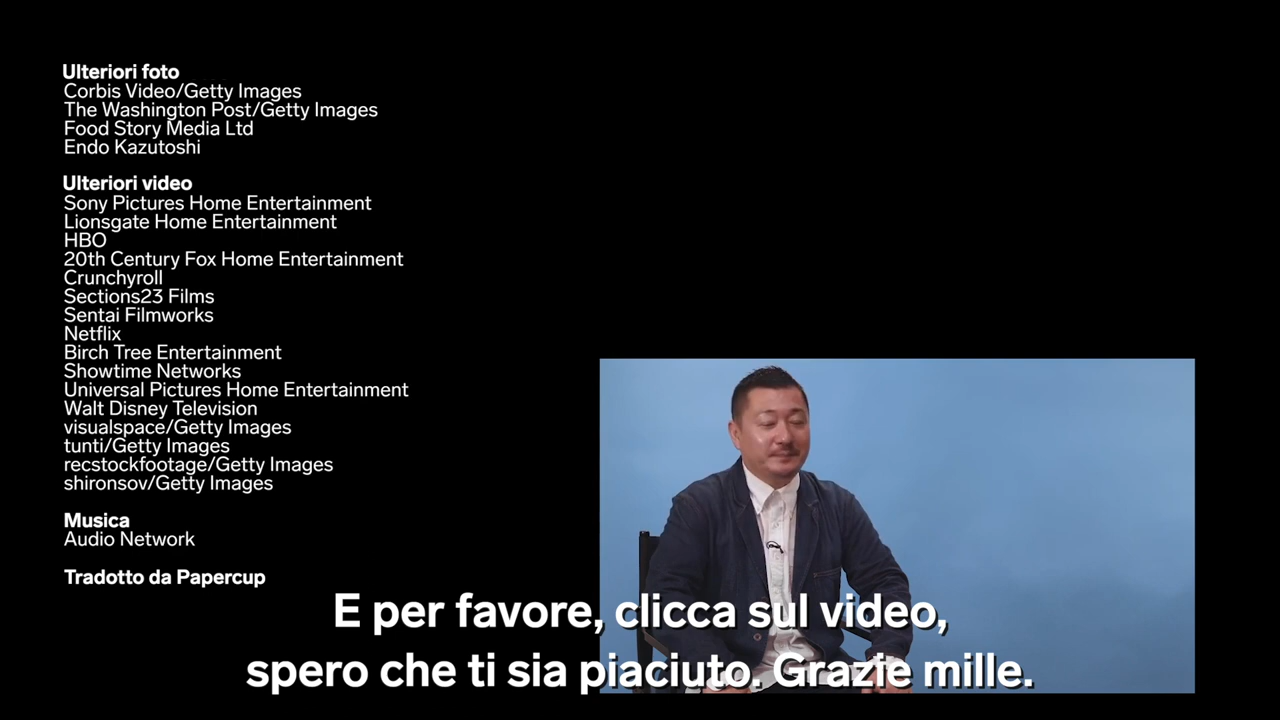 Ulteriori foto
Corbis Video/Getty Images
The Washington Post/Getty Images
Food Story Media Ltd
Endo Kazutoshi
Ulteriori video
Sony Pictures Home Entertainment
Lionsgate Home Entertainment
HBO
20th Century Fox Home Entertainment
Crunchyroll
Sections23 Films
Sentai Filmworks
Netflix
Birch Tree Entertainment
Showtime Networks
Universal Pictures Home Entertainment
Walt Disney Television
visualspace/Getty Images
tunti/Getty Images
recstockfootage/Getty Images
shironsov/Getty Images
Musica
Audio Network
Tradotto da Papercup
E per favore, clicca sul video,
spero che ti sia piaciuto. Grazie mille.